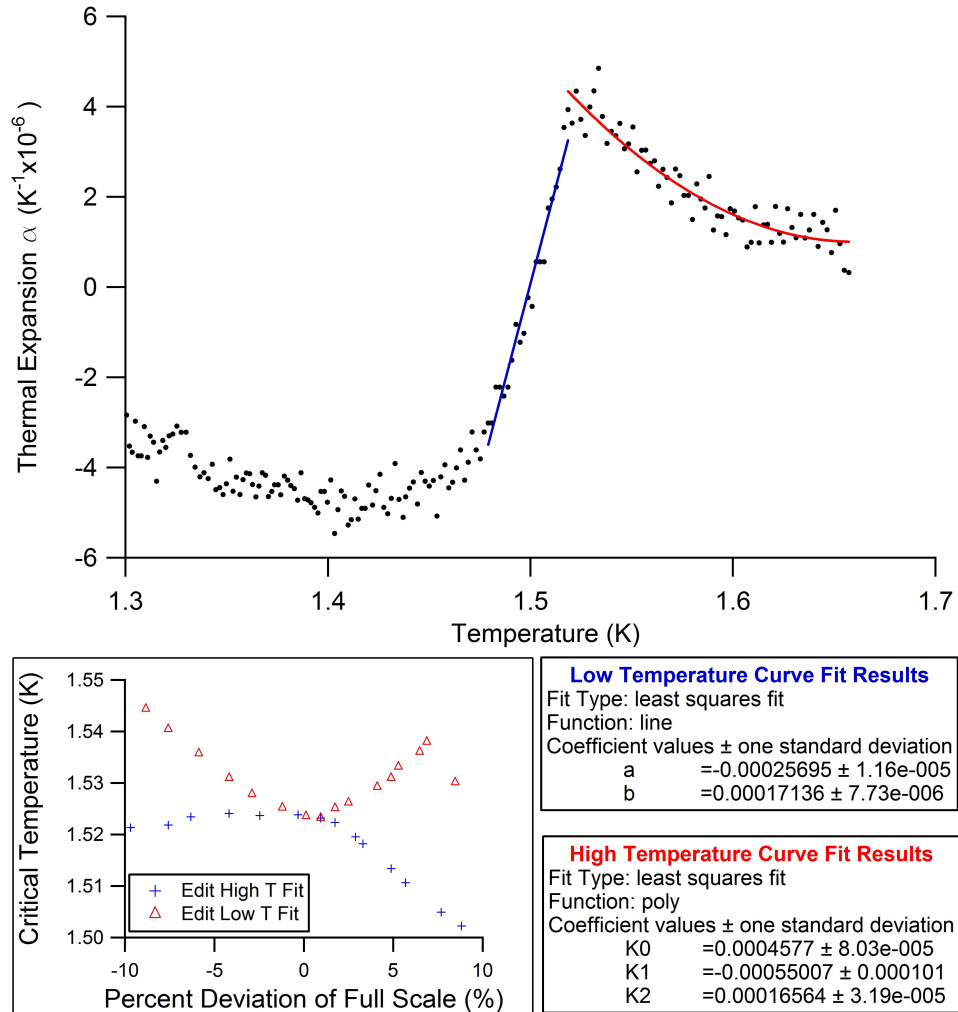 6
4
2
0
-2
-4
-6
Thermal Expansion α (K⁻¹x10⁻⁶ )
1.3
1.4
1.5
1.6
1.7
Temperature (K)
1.55
1.54
1.53
1.52
1.51
1.50
Critical Temperature (K)
Edit High T Fit
Edit Low T Fit
-10
-5
0
5
10
Percent Deviation of Full Scale (%)
Low Temperature Curve Fit Results
Fit Type: least squares fit
Function: line
Coefficient values ± one standard deviation
a =-0.00025695 ± 1.16e-005
b =0.00017136 ± 7.73e-006
High Temperature Curve Fit Results
Fit Type: least squares fit
Function: poly
Coefficient values ± one standard deviation
K0 =0.0004577 ± 8.03e-005
K1 =-0.00055007 ± 0.000101
K2 =0.00016564 ± 3.19e-005